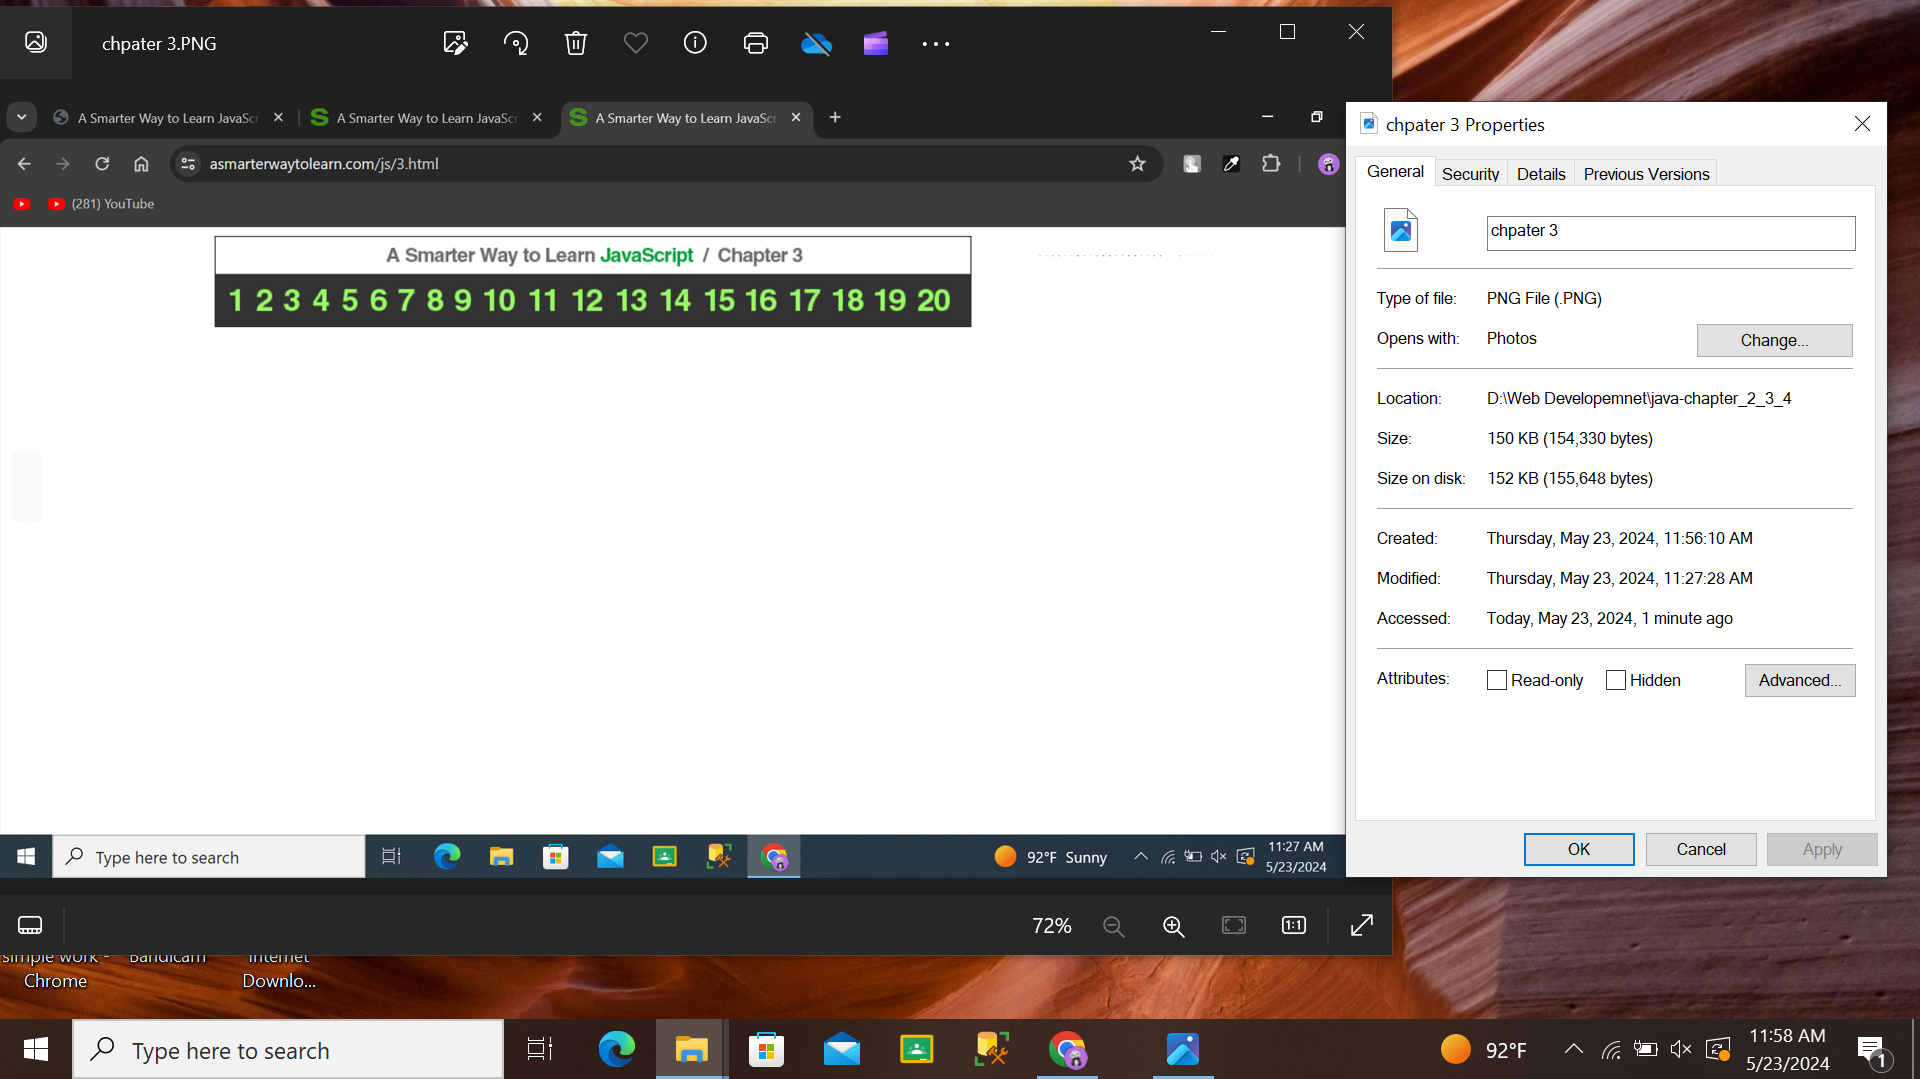 chpater 3.PNG
A Smarter Way to Learn JavaSc
A Smarter Way to Learn JavaSc
A Smarter Way to Learn JavaSc
asmarterwaytolearn.com/js/3.html
(281) YouTube
A Smarter Way to Learn JavaScript / Chapter 3
1 2 3 4 5 6 7 8 9 10 11 12 13 14 15 16 17 18 19 20
Type here to search
92°F Sunny
11:27 AM
5/23/2024
72%
1:1
chpater 3 Properties
General Security Details Previous Versions
chpater 3
Type of file: PNG File (.PNG)
Opens with: Photos Change...
Location: D:\Web Developemnet\java-chapter_2_3_4
Size: 150 KB (154,330 bytes)
Size on disk: 152 KB (155,648 bytes)
Created: Thursday, May 23, 2024, 11:56:10 AM
Modified: Thursday, May 23, 2024, 11:27:28 AM
Accessed: Today, May 23, 2024, 1 minute ago
Attributes: Read-only Hidden Advanced...
OK Cancel Apply
simple work - Bandicam Internet
Chrome Downlo...
Type here to search
92°F
11:58 AM
5/23/2024
1